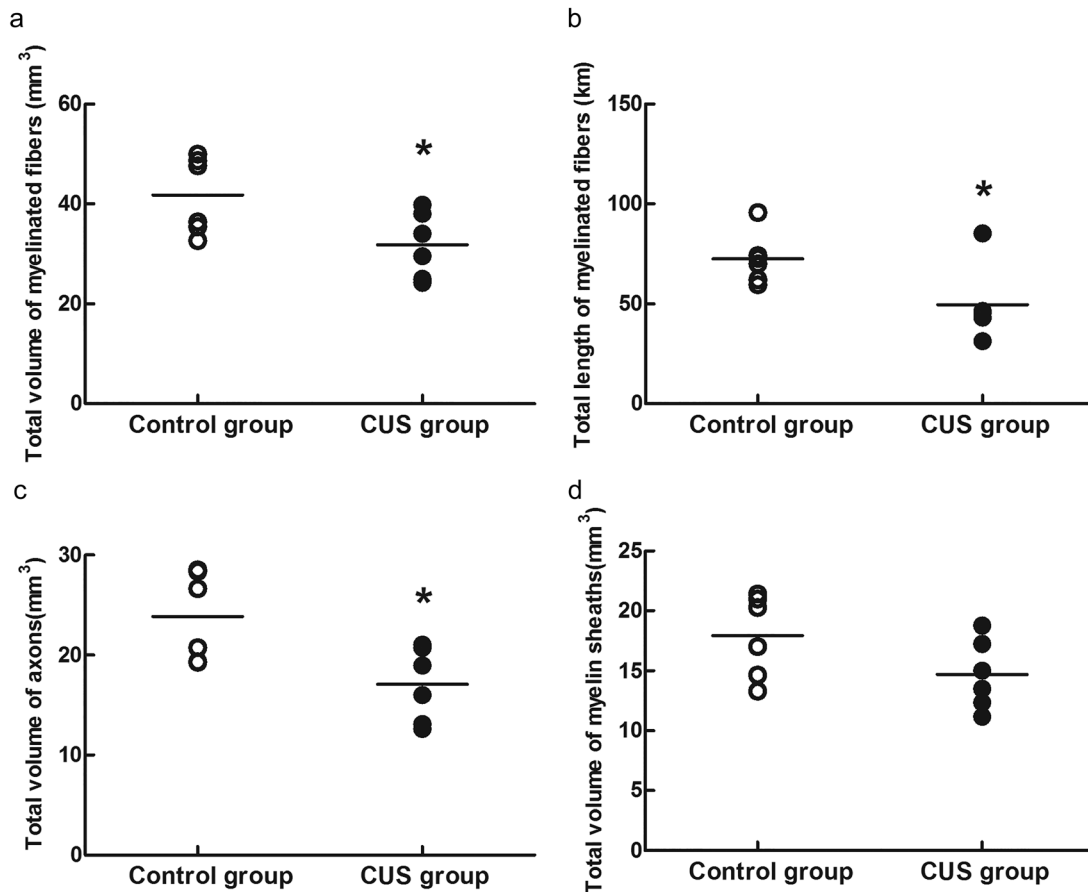 a
Total volume of myelinated fibers (mm³)
60
40
20
0
*
Control group
CUS group
b
Total length of myelinated fibers (km)
150
100
50
0
*
Control group
CUS group
c
Total volume of axons(mm³)
30
20
10
0
*
Control group
CUS group
d
Total volume of myelin sheaths(mm³)
25
20
15
10
5
0
Control group
CUS group